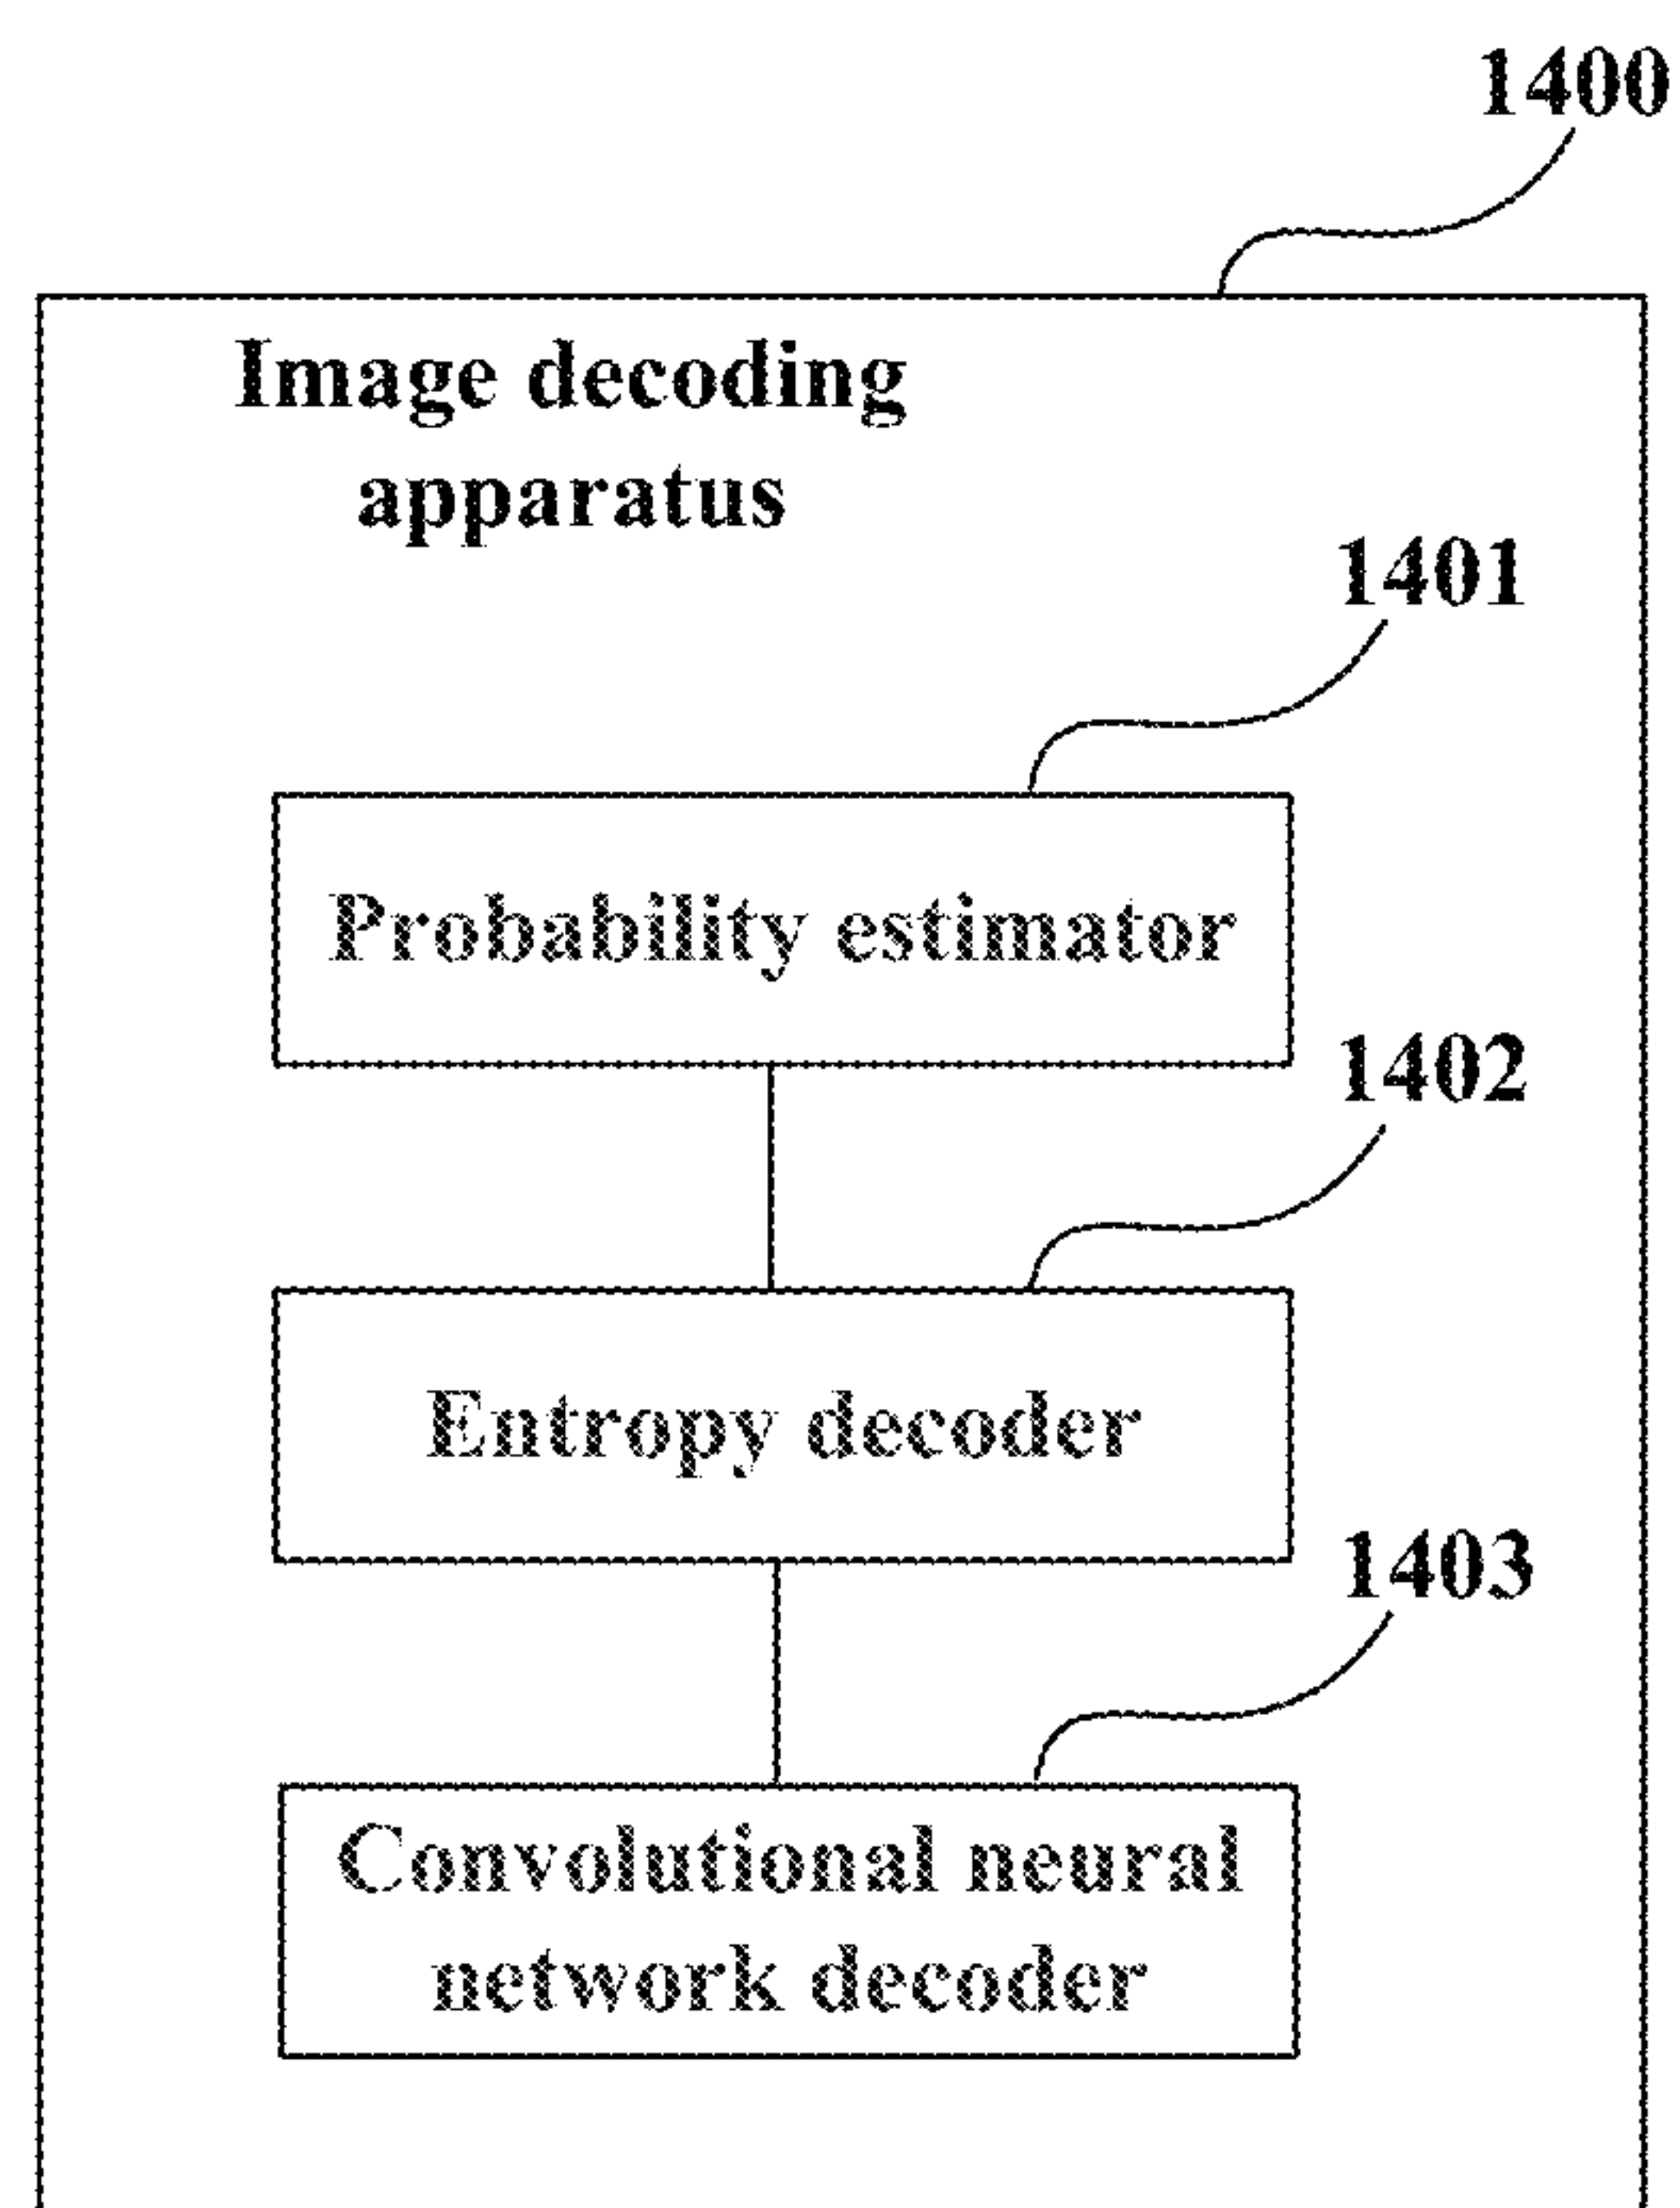 1400
Image decoding
apparatus
1401
Probability estimator
1402
Entropy decoder
1403
Convolutional neural
network decoder